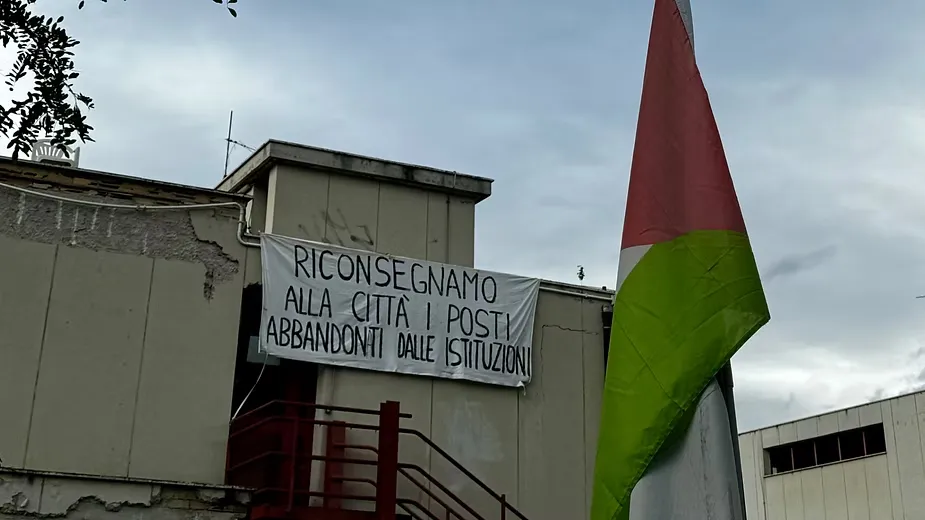 RICONSEGNAMO
ALLA CITTÀ I POSTI
ABBANDONTI DALLE ISTITUZIONI